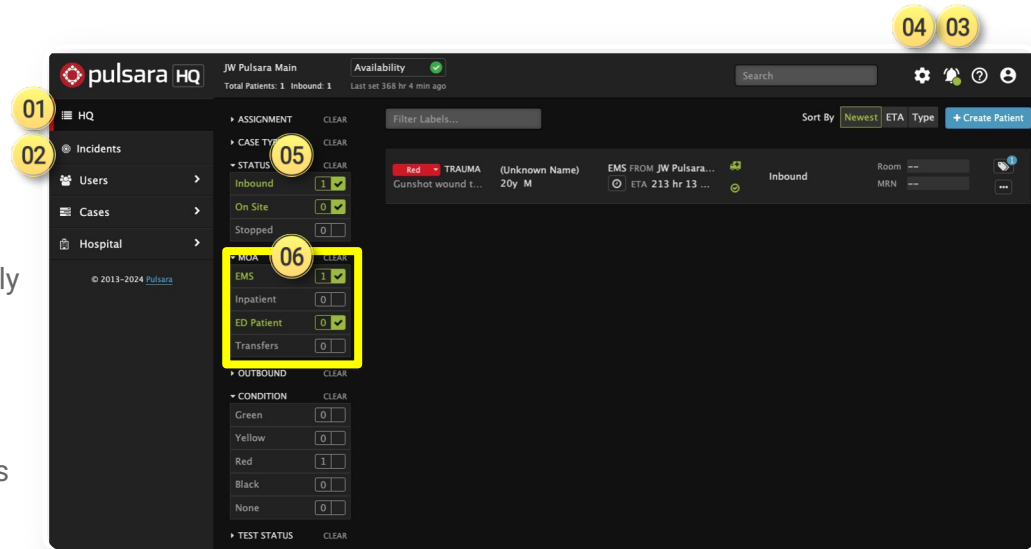 04 03
pulsara HQ
JW Pulsara Main
Total Patients: 1 Inbound: 1
Availability
Last set 368 hr 4 min ago
Search
01
HQ
02
Incidents
Users
Cases
Hospital
© 2013-2024 Pulsara
ly
s
ASSIGNMENT CLEAR
CASE TY CLEAR
05
STATUS CLEAR
Inbound 1
On Site 0
Stopped 0
06
MOA CLEAR
EMS 1
Inpatient 0
ED Patient 0
Transfers 0
OUTBOUND CLEAR
CONDITION CLEAR
Green 0
Yellow 0
Red 1
Black 0
None 0
TEST STATUS CLEAR
Filter Labels...
Sort By Newest ETA Type + Create Patient
Red TRAUMA
Gunshot wound t...
(Unknown Name)
20y M
EMS FROM JW Pulsara...
ETA 213 hr 13 ...
Inbound
Room --
MRN --
1